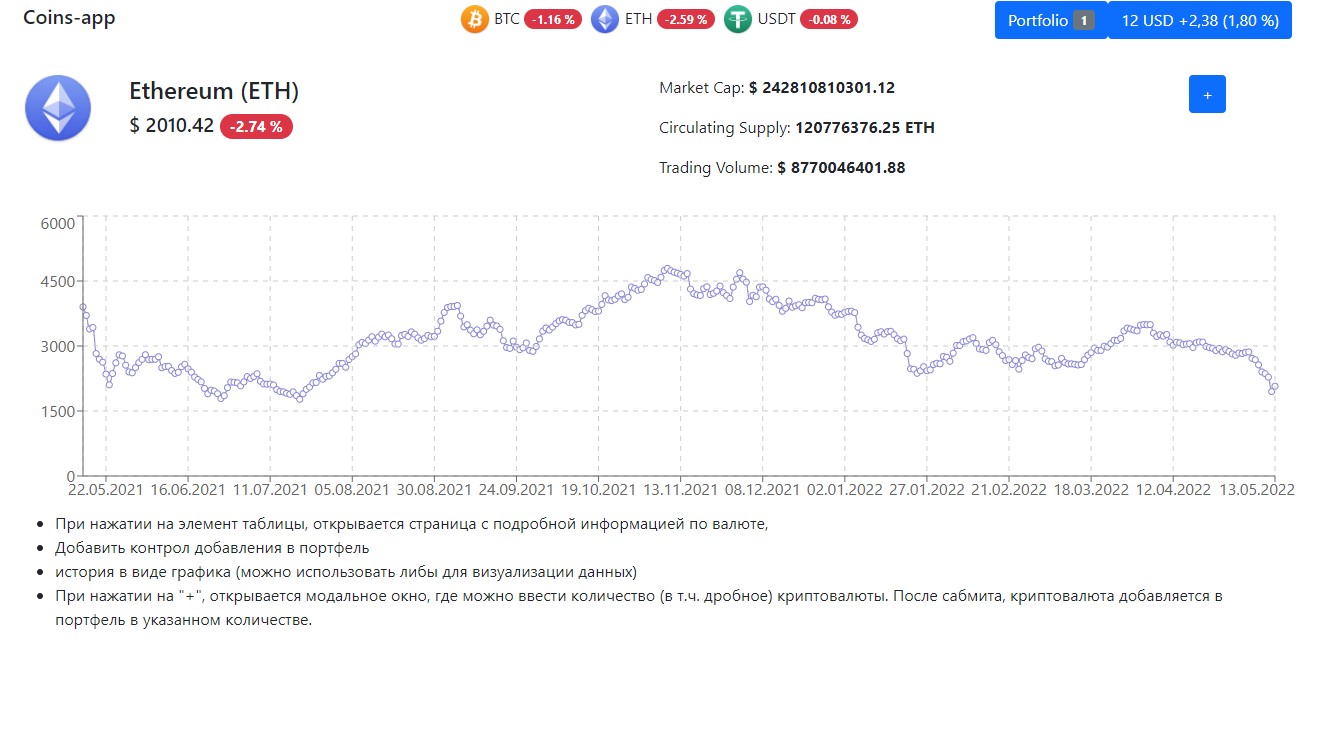 Coins-app
BTC -1.16 % ETH -2.59 % USDT -0.08 %
Portfolio 1 12 USD +2,38 (1,80 %)
Ethereum (ETH)
$ 2010.42 -2.74 %
Market Cap: $ 242810810301.12
Circulating Supply: 120776376.25 ETH
Trading Volume: $ 8770046401.88
+
6000
4500
3000
1500
0
22.05.2021 16.06.2021 11.07.2021 05.08.2021 30.08.2021 24.09.2021 19.10.2021 13.11.2021 08.12.2021 02.01.2022 27.01.2022 21.02.2022 18.03.2022 12.04.2022 13.05.2022
• При нажатии на элемент таблицы, открывается страница с подробной информацией по валюте,
• Добавить контрол добавления в портфель
• история в виде графика (можно использовать либы для визуализации данных)
• При нажатии на "+", открывается модальное окно, где можно ввести количество (в т.ч. дробное) криптовалюты. После сабмита, криптовалюта добавляется в
портфель в указанном количестве.